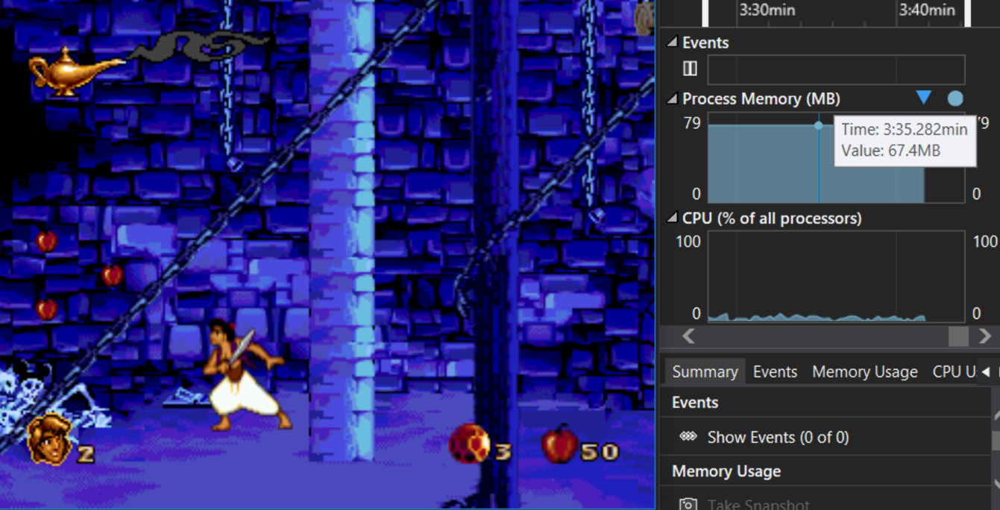 3:30min
3:40min
Events
Process Memory (MB)
79
Time: 3:35.282min
Value: 67.4MB
'9
0
0
CPU (% of all processors)
100
100
0
0
Summary
Events
Memory Usage
CPU U
Events
Show Events (0 of 0)
Memory Usage
Take Snapshot
2
3
50